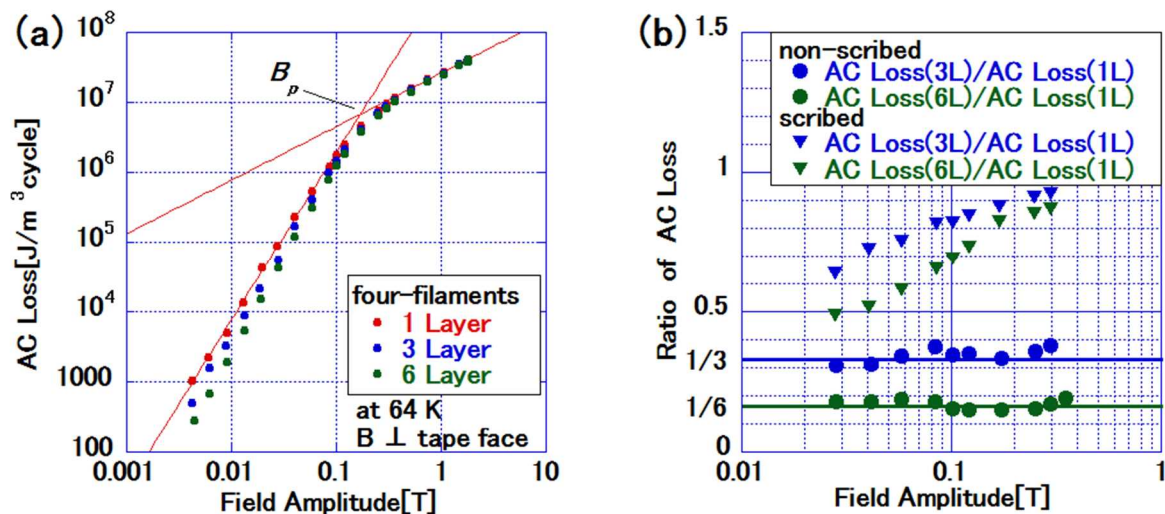 (a)
10^8
10^7
10^6
10^5
10^4
1000
100
AC Loss[J/m^3cycle]
B_p
four-filaments
1 Layer
3 Layer
6 Layer
at 64 K
B ⊥ tape face
0.001
0.01
0.1
1
10
Field Amplitude[T]
(b)
1.5
1
0.5
1/3
1/6
0
Ratio of AC Loss
non-scribed
AC Loss(3L)/AC Loss(1L)
AC Loss(6L)/AC Loss(1L)
scribed
AC Loss(3L)/AC Loss(1L)
AC Loss(6L)/AC Loss(1L)
0.01
0.1
1
Field Amplitude[T]